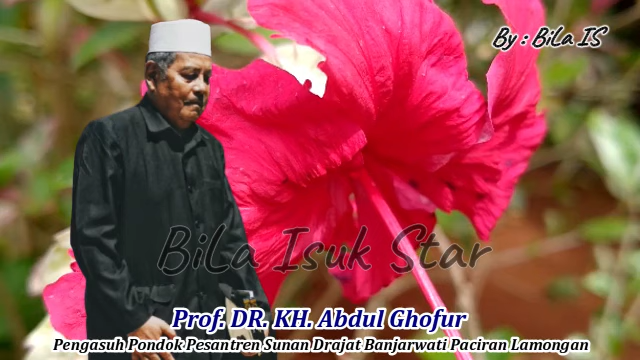 By : BiLa IS
BiLa Isuk Star
Prof. DR. KH. Abdul Ghofur
Pengasuh Pondok Pesantren Sunan Drajat Banjarwati Paciran Lamongan